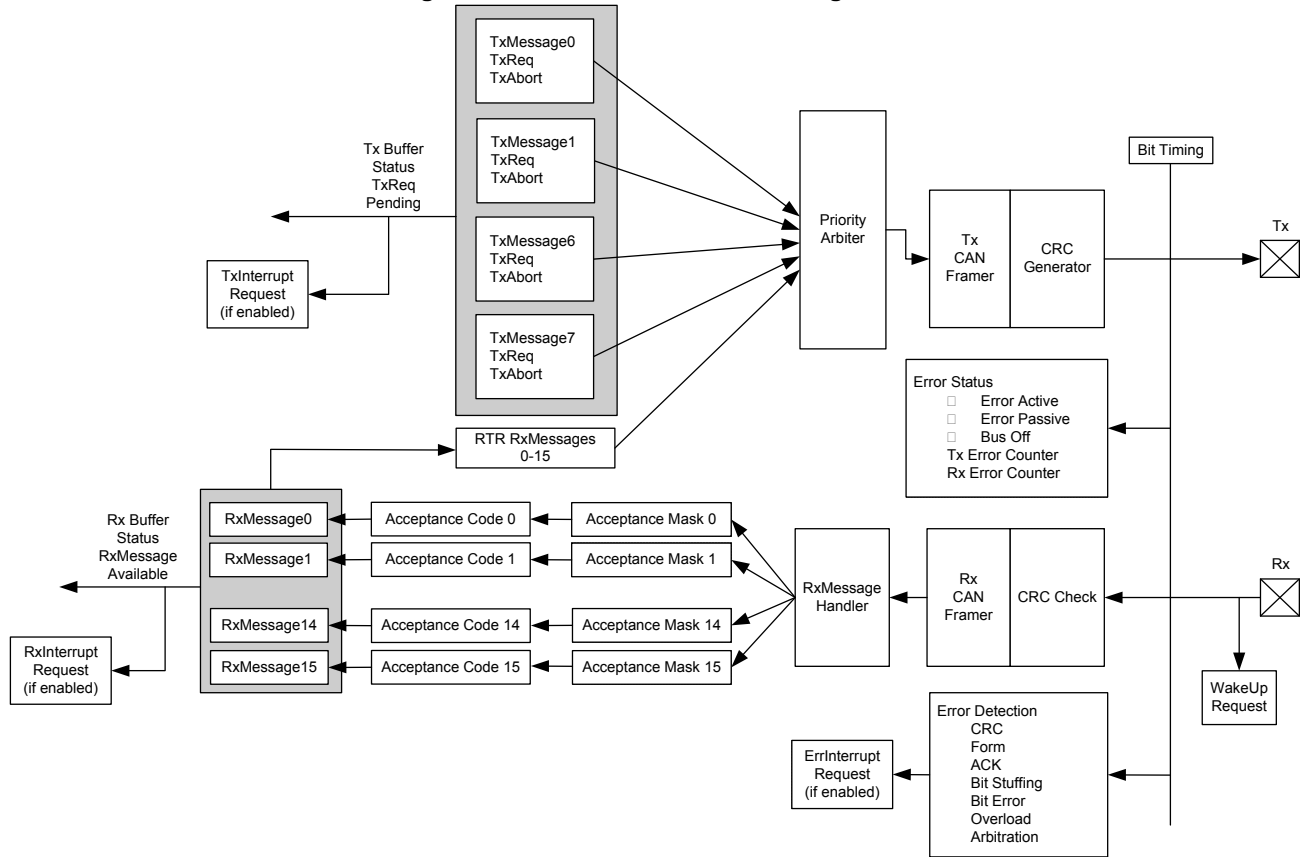 TxMessage0
TxReq
TxAbort
TxMessage1
TxReq
TxAbort
TxMessage6
TxReq
TxAbort
TxMessage7
TxReq
TxAbort
Tx Buffer
Status
TxReq
Pending
TxInterrupt
Request
(if enabled)
Priority
Arbiter
Tx
CAN
Framer
CRC
Generator
Bit Timing
Tx
Error Status
Error Active
Error Passive
Bus Off
Tx Error Counter
Rx Error Counter
RTR RxMessages
0-15
Rx Buffer
Status
RxMessage
Available
RxInterrupt
Request
(if enabled)
RxMessage0
Acceptance Code 0
Acceptance Mask 0
RxMessage1
Acceptance Code 1
Acceptance Mask 1
RxMessage14
Acceptance Code 14
Acceptance Mask 14
RxMessage15
Acceptance Code 15
Acceptance Mask 15
RxMessage
Handler
Rx
CAN
Framer
CRC Check
Rx
WakeUp
Request
ErrInterrupt
Request
(if enabled)
Error Detection
CRC
Form
ACK
Bit Stuffing
Bit Error
Overload
Arbitration